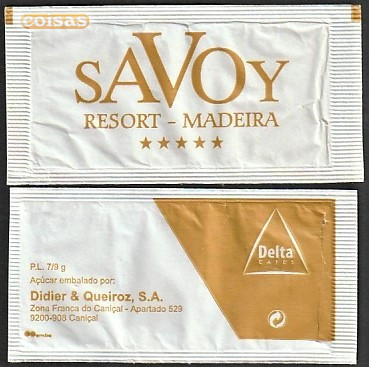 coisas
SAVOY
RESORT - MADEIRA
★★★★★
Delta
CAFÉS
P.L. 7/9 g
Açúcar embalado por:
Didier & Queiroz, S.A.
Zona Franca do Caniçal - Apartado 529
9200-908 Caniçal